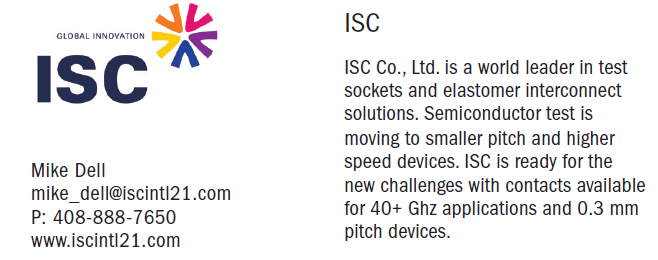 GLOBAL INNOVATION
ISC
Mike Dell
mike_dell@iscintl21.com
P: 408-888-7650
www.iscintl21.com
ISC
ISC Co., Ltd. is a world leader in test
sockets and elastomer interconnect
solutions. Semiconductor test is
moving to smaller pitch and higher
speed devices. ISC is ready for the
new challenges with contacts available
for 40+ Ghz applications and 0.3 mm
pitch devices.